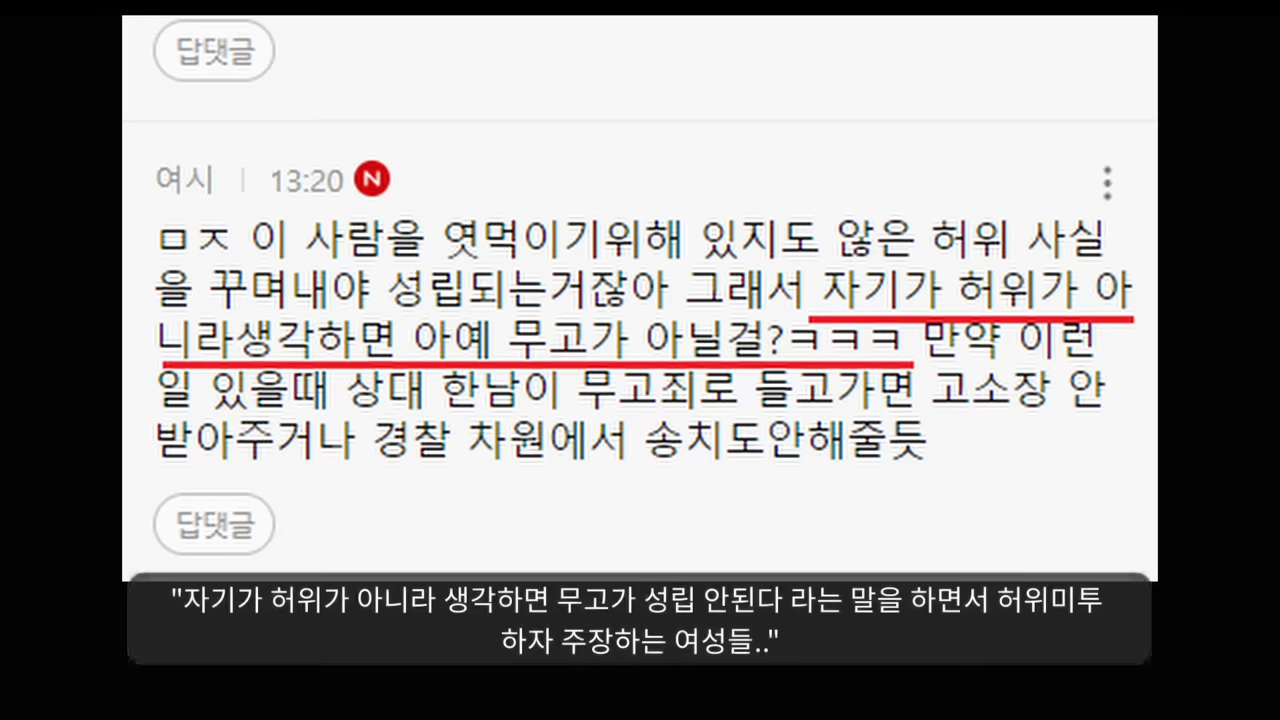 답댓글
여시 | 13:20 N
ㅁㅈ 이 사람을 엿먹이기위해 있지도 않은 허위 사실
을 꾸며내야 성립되는거잖아 그래서 자기가 허위가 아
니라생각하면 아예 무고가 아닐걸?ㅋㅋㅋ 만약 이런
일 있을때 상대 한남이 무고죄로 들고가면 고소장 안
받아주거나 경찰 차원에서 송치도안해줄듯
답댓글
"자기가 허위가 아니라 생각하면 무고가 성립 안된다 라는 말을 하면서 허위미투
하자 주장하는 여성들.."